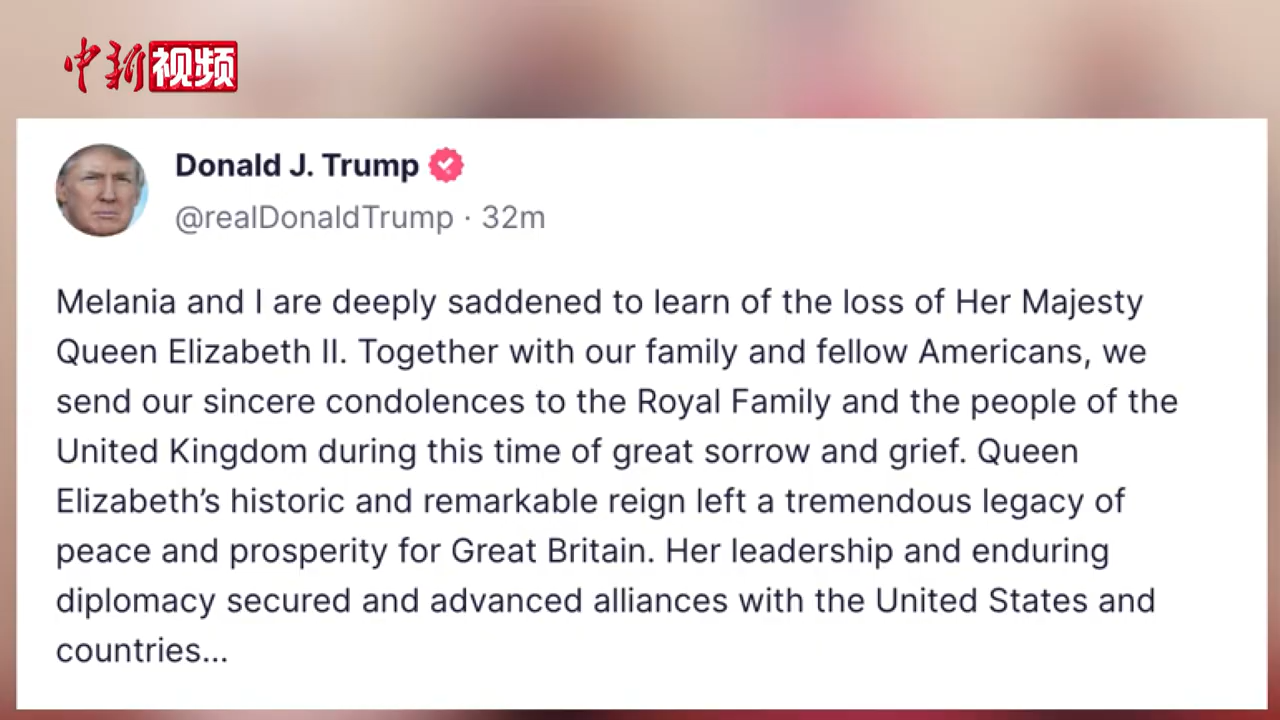 中新视频
Donald J. Trump
@realDonaldTrump · 32m
Melania and I are deeply saddened to learn of the loss of Her Majesty
Queen Elizabeth II. Together with our family and fellow Americans, we
send our sincere condolences to the Royal Family and the people of the
United Kingdom during this time of great sorrow and grief. Queen
Elizabeth’s historic and remarkable reign left a tremendous legacy of
peace and prosperity for Great Britain. Her leadership and enduring
diplomacy secured and advanced alliances with the United States and
countries...